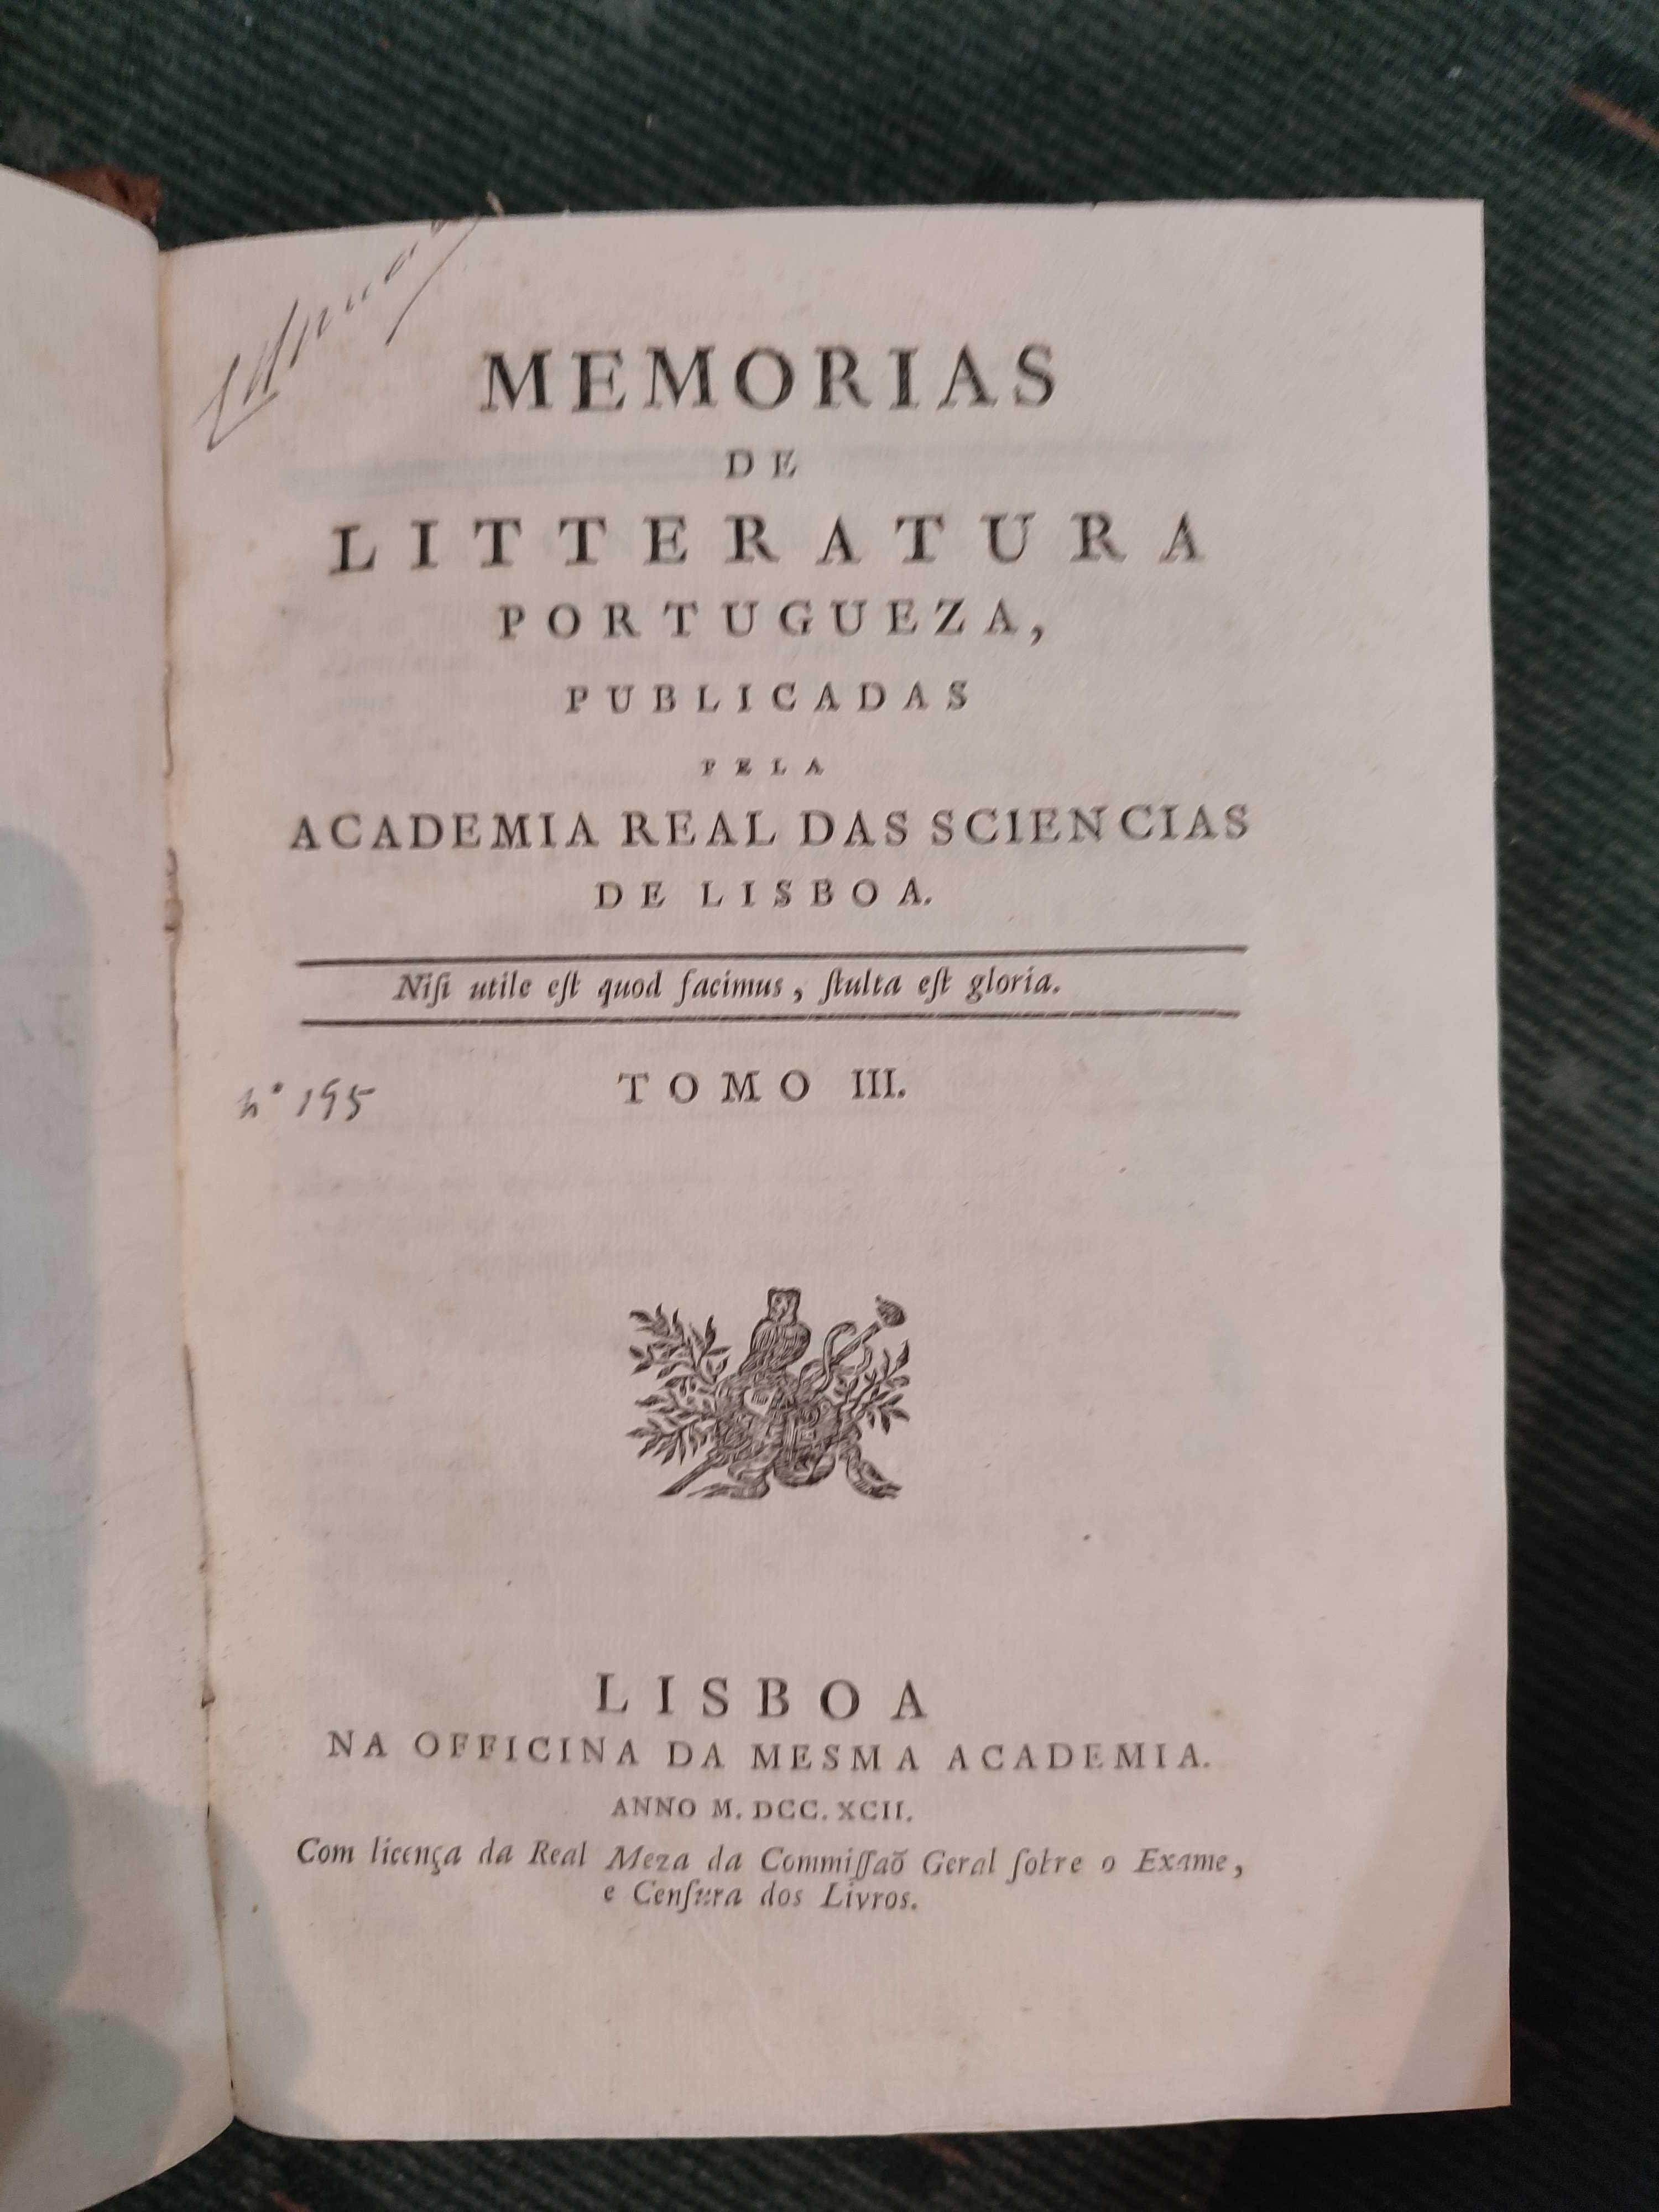 MEMORIAS
DE
LITTERATURA
PORTUGUEZA,
PUBLICADAS
PELA
ACADEMIA REAL DAS SCIENCIAS
DE LISBOA.
Niſi utile eſt quod facimus, ſtulta eſt gloria.
TOMO III.
nº 195
LISBOA
NA OFFICINA DA MESMA ACADEMIA.
ANNO M. DCC. XCII.
Com licença da Real Meza da Commiſſaõ Geral ſobre o Exame,
e Cenſura dos Livros.